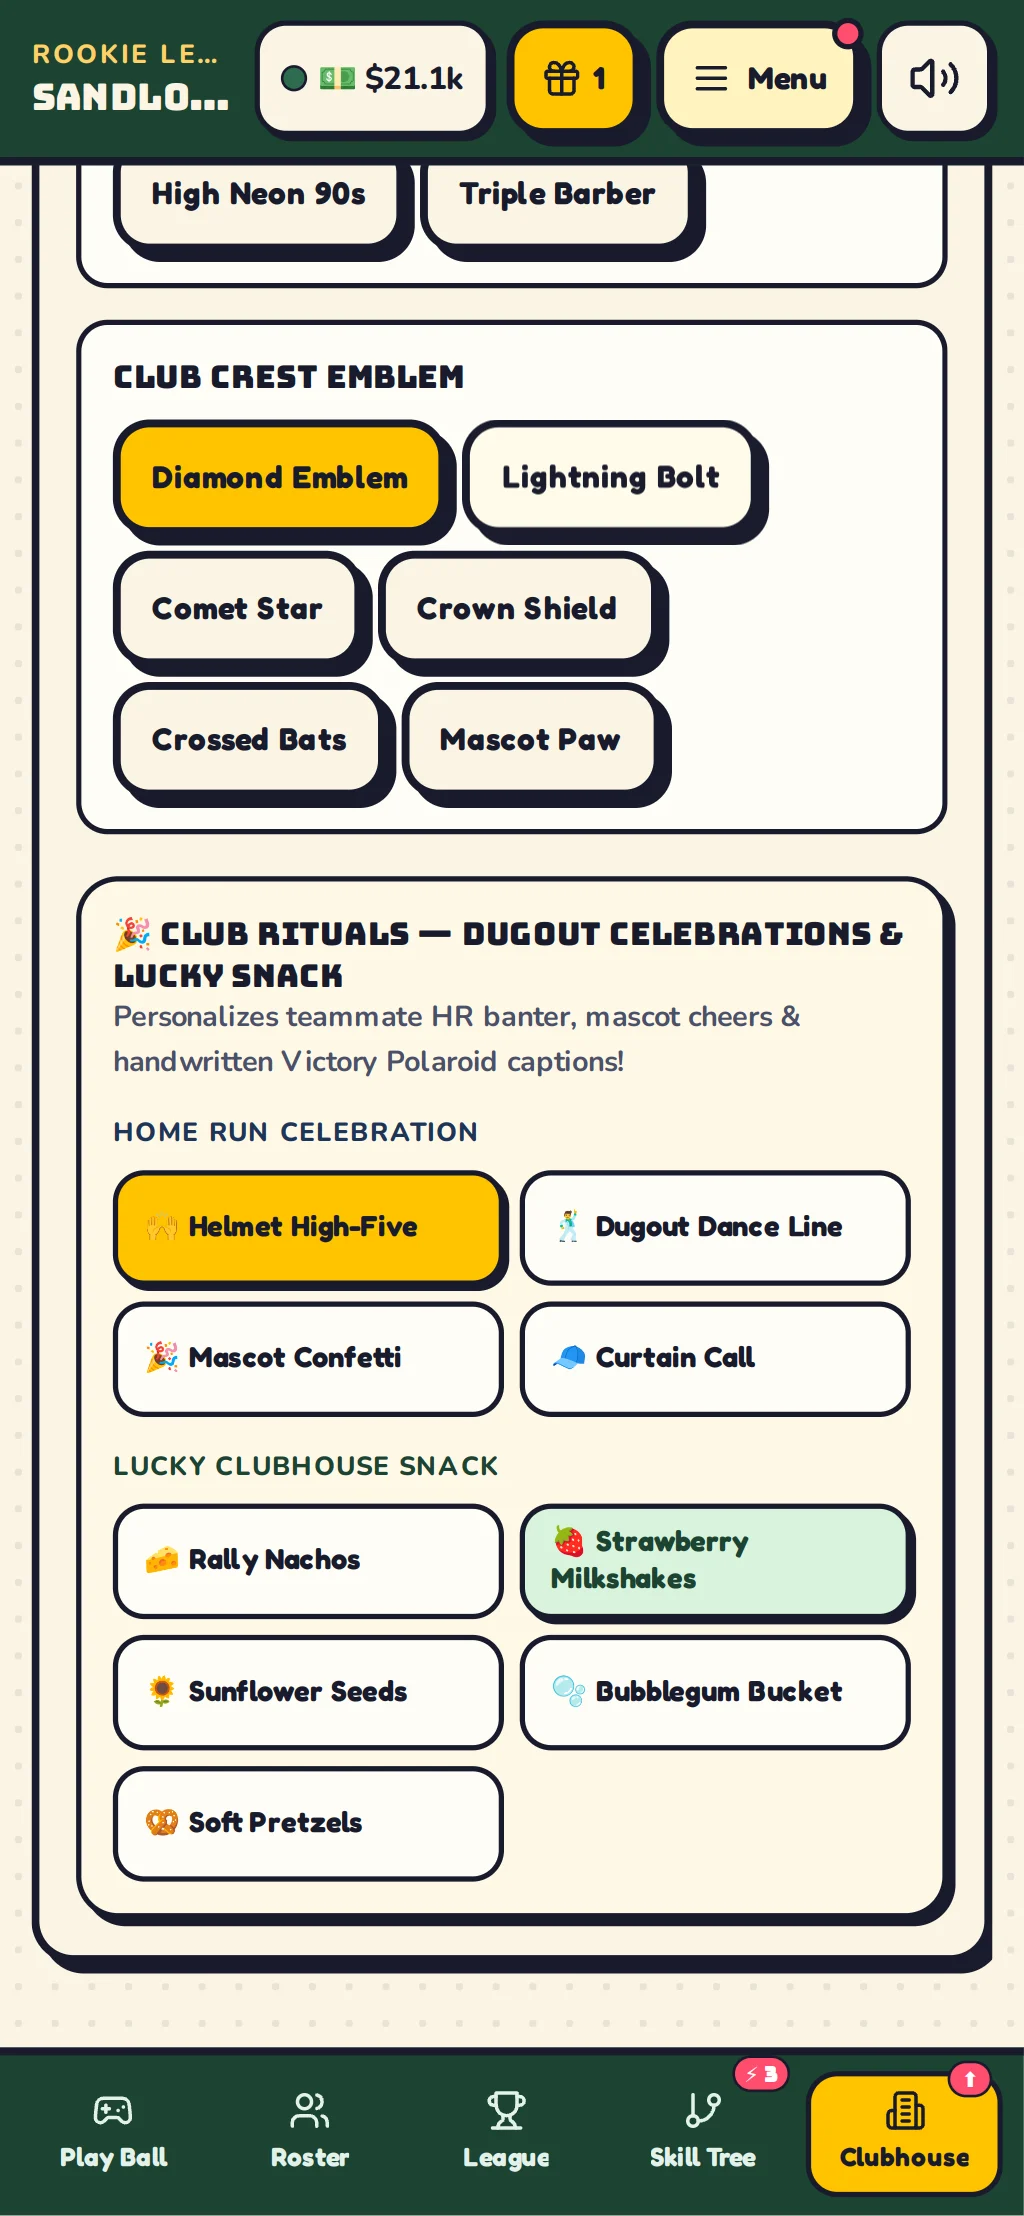 ROOKIE LE...
SANDLO...
$21.1k
1
Menu
High Neon 90s
Triple Barber
CLUB CREST EMBLEM
Diamond Emblem
Lightning Bolt
Comet Star
Crown Shield
Crossed Bats
Mascot Paw
🎉 CLUB RITUALS — DUGOUT CELEBRATIONS &
LUCKY SNACK
Personalizes teammate HR banter, mascot cheers &
handwritten Victory Polaroid captions!
HOME RUN CELEBRATION
🙌 Helmet High-Five
🕺 Dugout Dance Line
🎉 Mascot Confetti
🧢 Curtain Call
LUCKY CLUBHOUSE SNACK
🧀 Rally Nachos
🍓 Strawberry
Milkshakes
🌻 Sunflower Seeds
🫧 Bubblegum Bucket
🥨 Soft Pretzels
⚡ 3
⬆
Play Ball
Roster
League
Skill Tree
Clubhouse